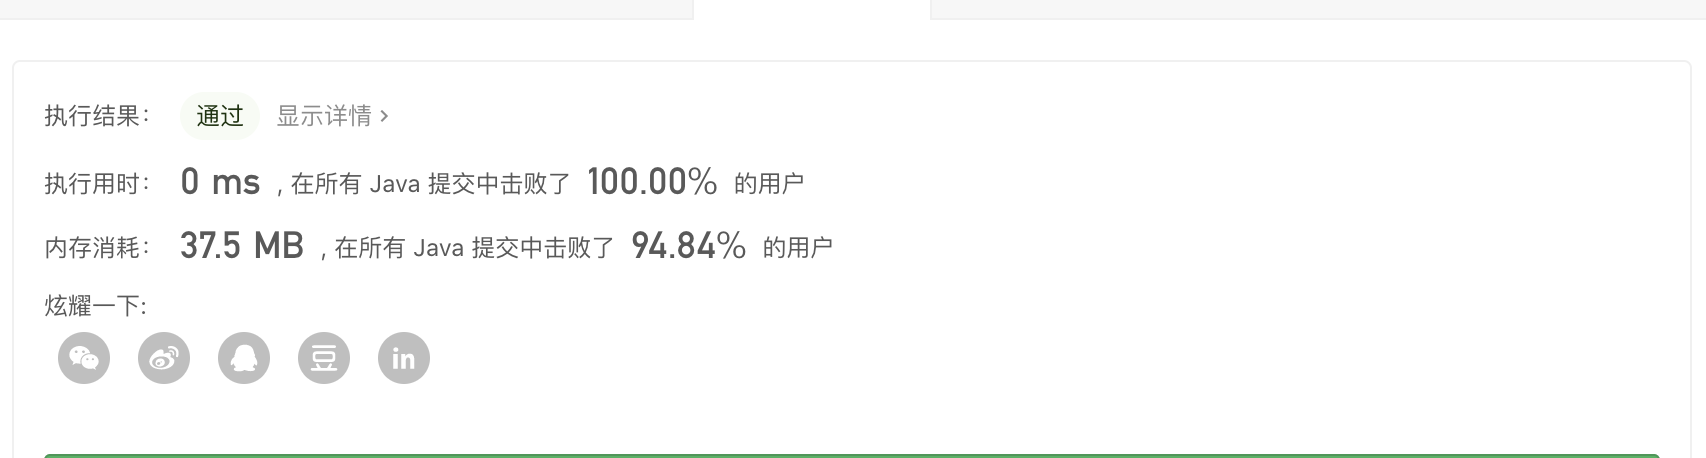 执行结果： 通过 显示详情 ›
执行用时： 0 ms , 在所有 Java 提交中击败了 100.00% 的用户
内存消耗： 37.5 MB , 在所有 Java 提交中击败了 94.84% 的用户
炫耀一下:
豆 in